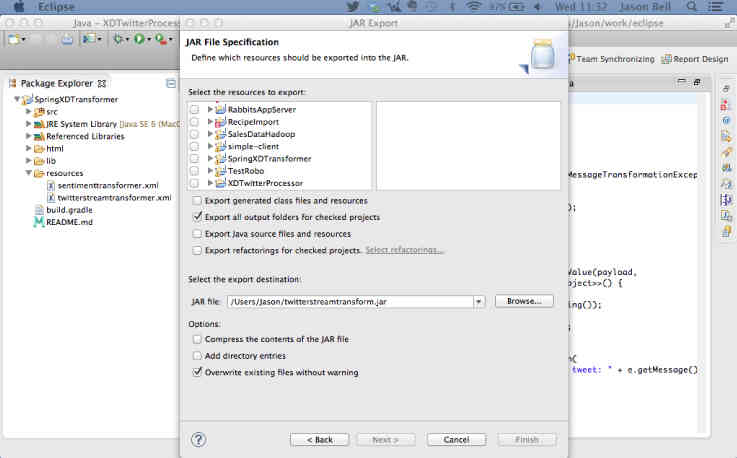 Eclipse
97%
Wed 11:32 Jason Bell
Java – XDTwitterProcess
JAR Export
s/Jason/work/eclipse
JAR File Specification
Define which resources should be exported into the JAR.
Team Synchronizing
Report Design
Package Explorer
SpringXDTransformer
src
JRE System Library [Java SE 6 (MacO
Referenced Libraries
html
lib
resources
sentimenttransformer.xml
twitterstreamtransformer.xml
build.gradle
README.md
Select the resources to export:
RabbitsAppServer
RecipeImport
SalesDataHadoop
simple-client
SpringXDTransformer
TestRobo
XDTwitterProcessor
Export generated class files and resources
Export all output folders for checked projects
Export Java source files and resources
Export refactorings for checked projects. Select refactorings...
Select the export destination:
JAR file: /Users/Jason/twitterstreamtransform.jar
Browse...
Options:
Compress the contents of the JAR file
Add directory entries
Overwrite existing files without warning
? < Back Next > Cancel Finish
a
MessageTransformationExcep
);
Value(payload,
bject>>() {
ing());
s
n(
tweet: " + e.getMessage()